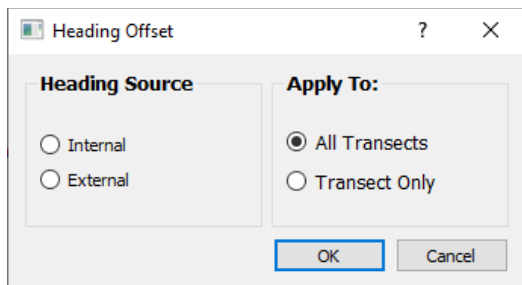 Heading Offset
?
Heading Source
Internal
External
Apply To:
All Transects
Transect Only
OK
Cancel